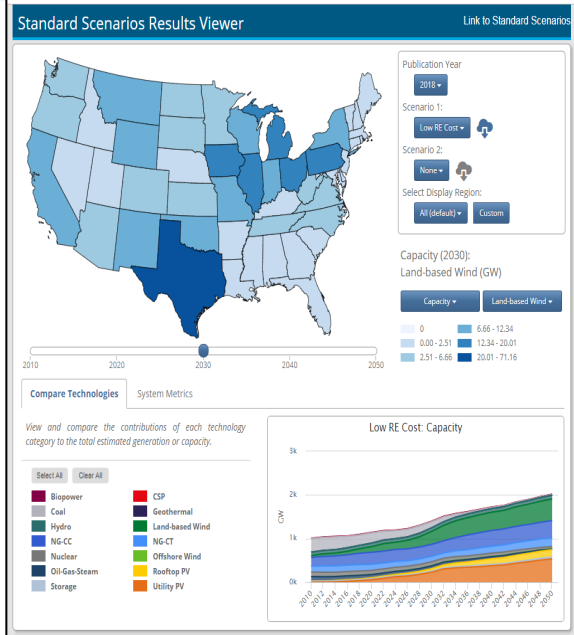 Standard Scenarios Results Viewer
Link to Standard Scenarios
Publication Year
2018
Scenario 1:
Low RE Cost
Scenario 2:
None
Select Display Region:
All (default) Custom
Capacity (2030):
Land-based Wind (GW)
Capacity Land-based Wind
0 6.66 - 12.34
0.00 - 2.51 12.34 - 20.01
2.51 - 6.66 20.01 - 71.16
2010 2020 2030 2040 2050
Compare Technologies System Metrics
View and compare the contributions of each technology
category to the total estimated generation or capacity.
Select All Clear All
Biopower CSP
Coal Geothermal
Hydro Land-based Wind
NG-CC NG-CT
Nuclear Offshore Wind
Oil-Gas-Steam Rooftop PV
Storage Utility PV
Low RE Cost: Capacity
3k
2k
GW
1k
0k
2010 2012 2014 2016 2018 2020 2022 2024 2026 2028 2030 2032 2034 2036 2038 2040 2042 2044 2046 2048 2050